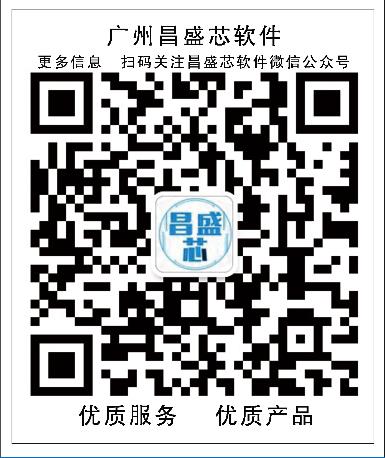 广州昌盛芯软件
更多信息 扫码关注昌盛芯软件微信公众号
昌盛
芯
优质服务 优质产品